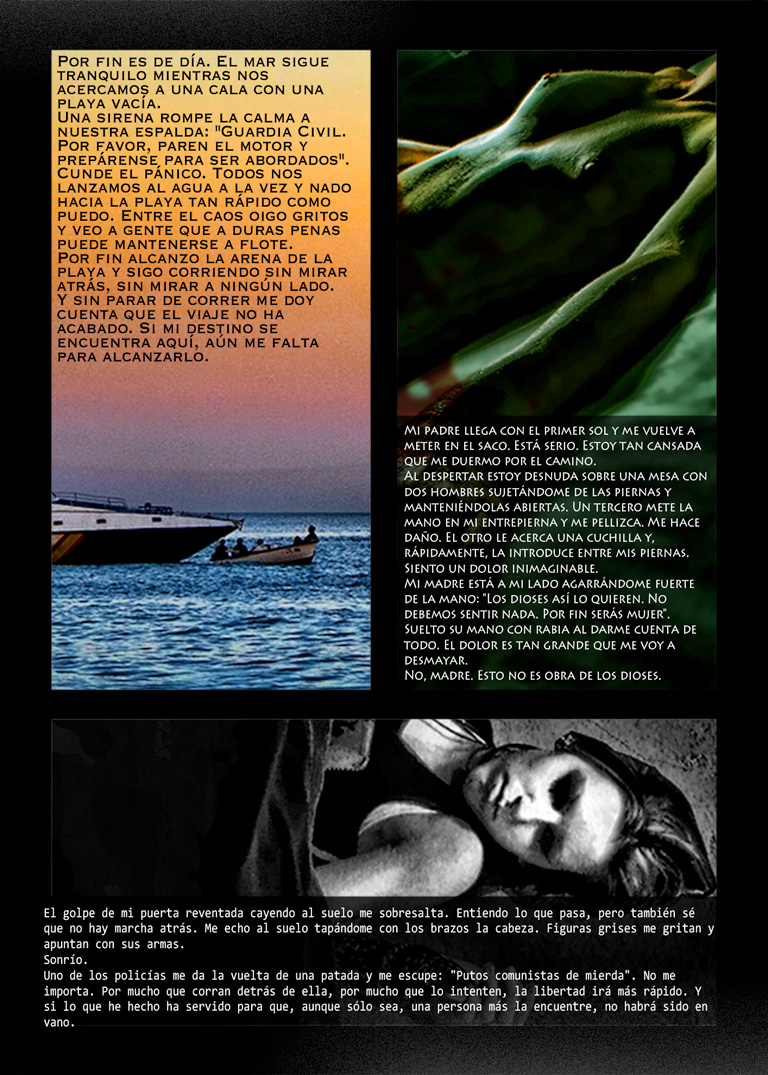 Por fin es de día. El mar sigue
tranquilo mientras nos
acercamos a una cala con una
playa vacía.
Una sirena rompe la calma a
nuestra espalda: "Guardia Civil.
Por favor, paren el motor y
prepárense para ser abordados".
Cunde el pánico. Todos nos
lanzamos al agua a la vez y nado
hacia la playa tan rápido como
puedo. Entre el caos oigo gritos
y veo a gente que a duras penas
puede mantenerse a flote.
Por fin alcanzo la arena de la
playa y sigo corriendo sin mirar
atrás, sin mirar a ningún lado.
Y sin parar de correr me doy
cuenta que el viaje no ha
acabado. Si mi destino se
encuentra aquí, aún me falta
para alcanzarlo.
Mi padre llega con el primer sol y me vuelve a
meter en el saco. Está serio. Estoy tan cansada
que me duermo por el camino.
Al despertar estoy desnuda sobre una mesa con
dos hombres sujetándome de las piernas y
manteniéndolas abiertas. Un tercero mete la
mano en mi entrepierna y me pellizca. Me hace
daño. El otro le acerca una cuchilla y,
rápidamente, la introduce entre mis piernas.
Siento un dolor inimaginable.
Mi madre está a mi lado agarrándome fuerte
de la mano: "Los dioses así lo quieren. No
debemos sentir nada. Por fin serás mujer".
Suelto su mano con rabia al darme cuenta de
todo. El dolor es tan grande que me voy a
desmayar.
No, madre. Esto no es obra de los dioses.
El golpe de mi puerta reventada cayendo al suelo me sobresalta. Entiendo lo que pasa, pero también sé
que no hay marcha atrás. Me echo al suelo tapándome con los brazos la cabeza. Figuras grises me gritan y
apuntan con sus armas.
Sonrío.
Uno de los policías me da la vuelta de una patada y me escupe: "Putos comunistas de mierda". No me
importa. Por mucho que corran detrás de ella, por mucho que lo intenten, la libertad irá más rápido. Y
si lo que he hecho ha servido para que, aunque sólo sea, una persona más la encuentre, no habrá sido en
vano.